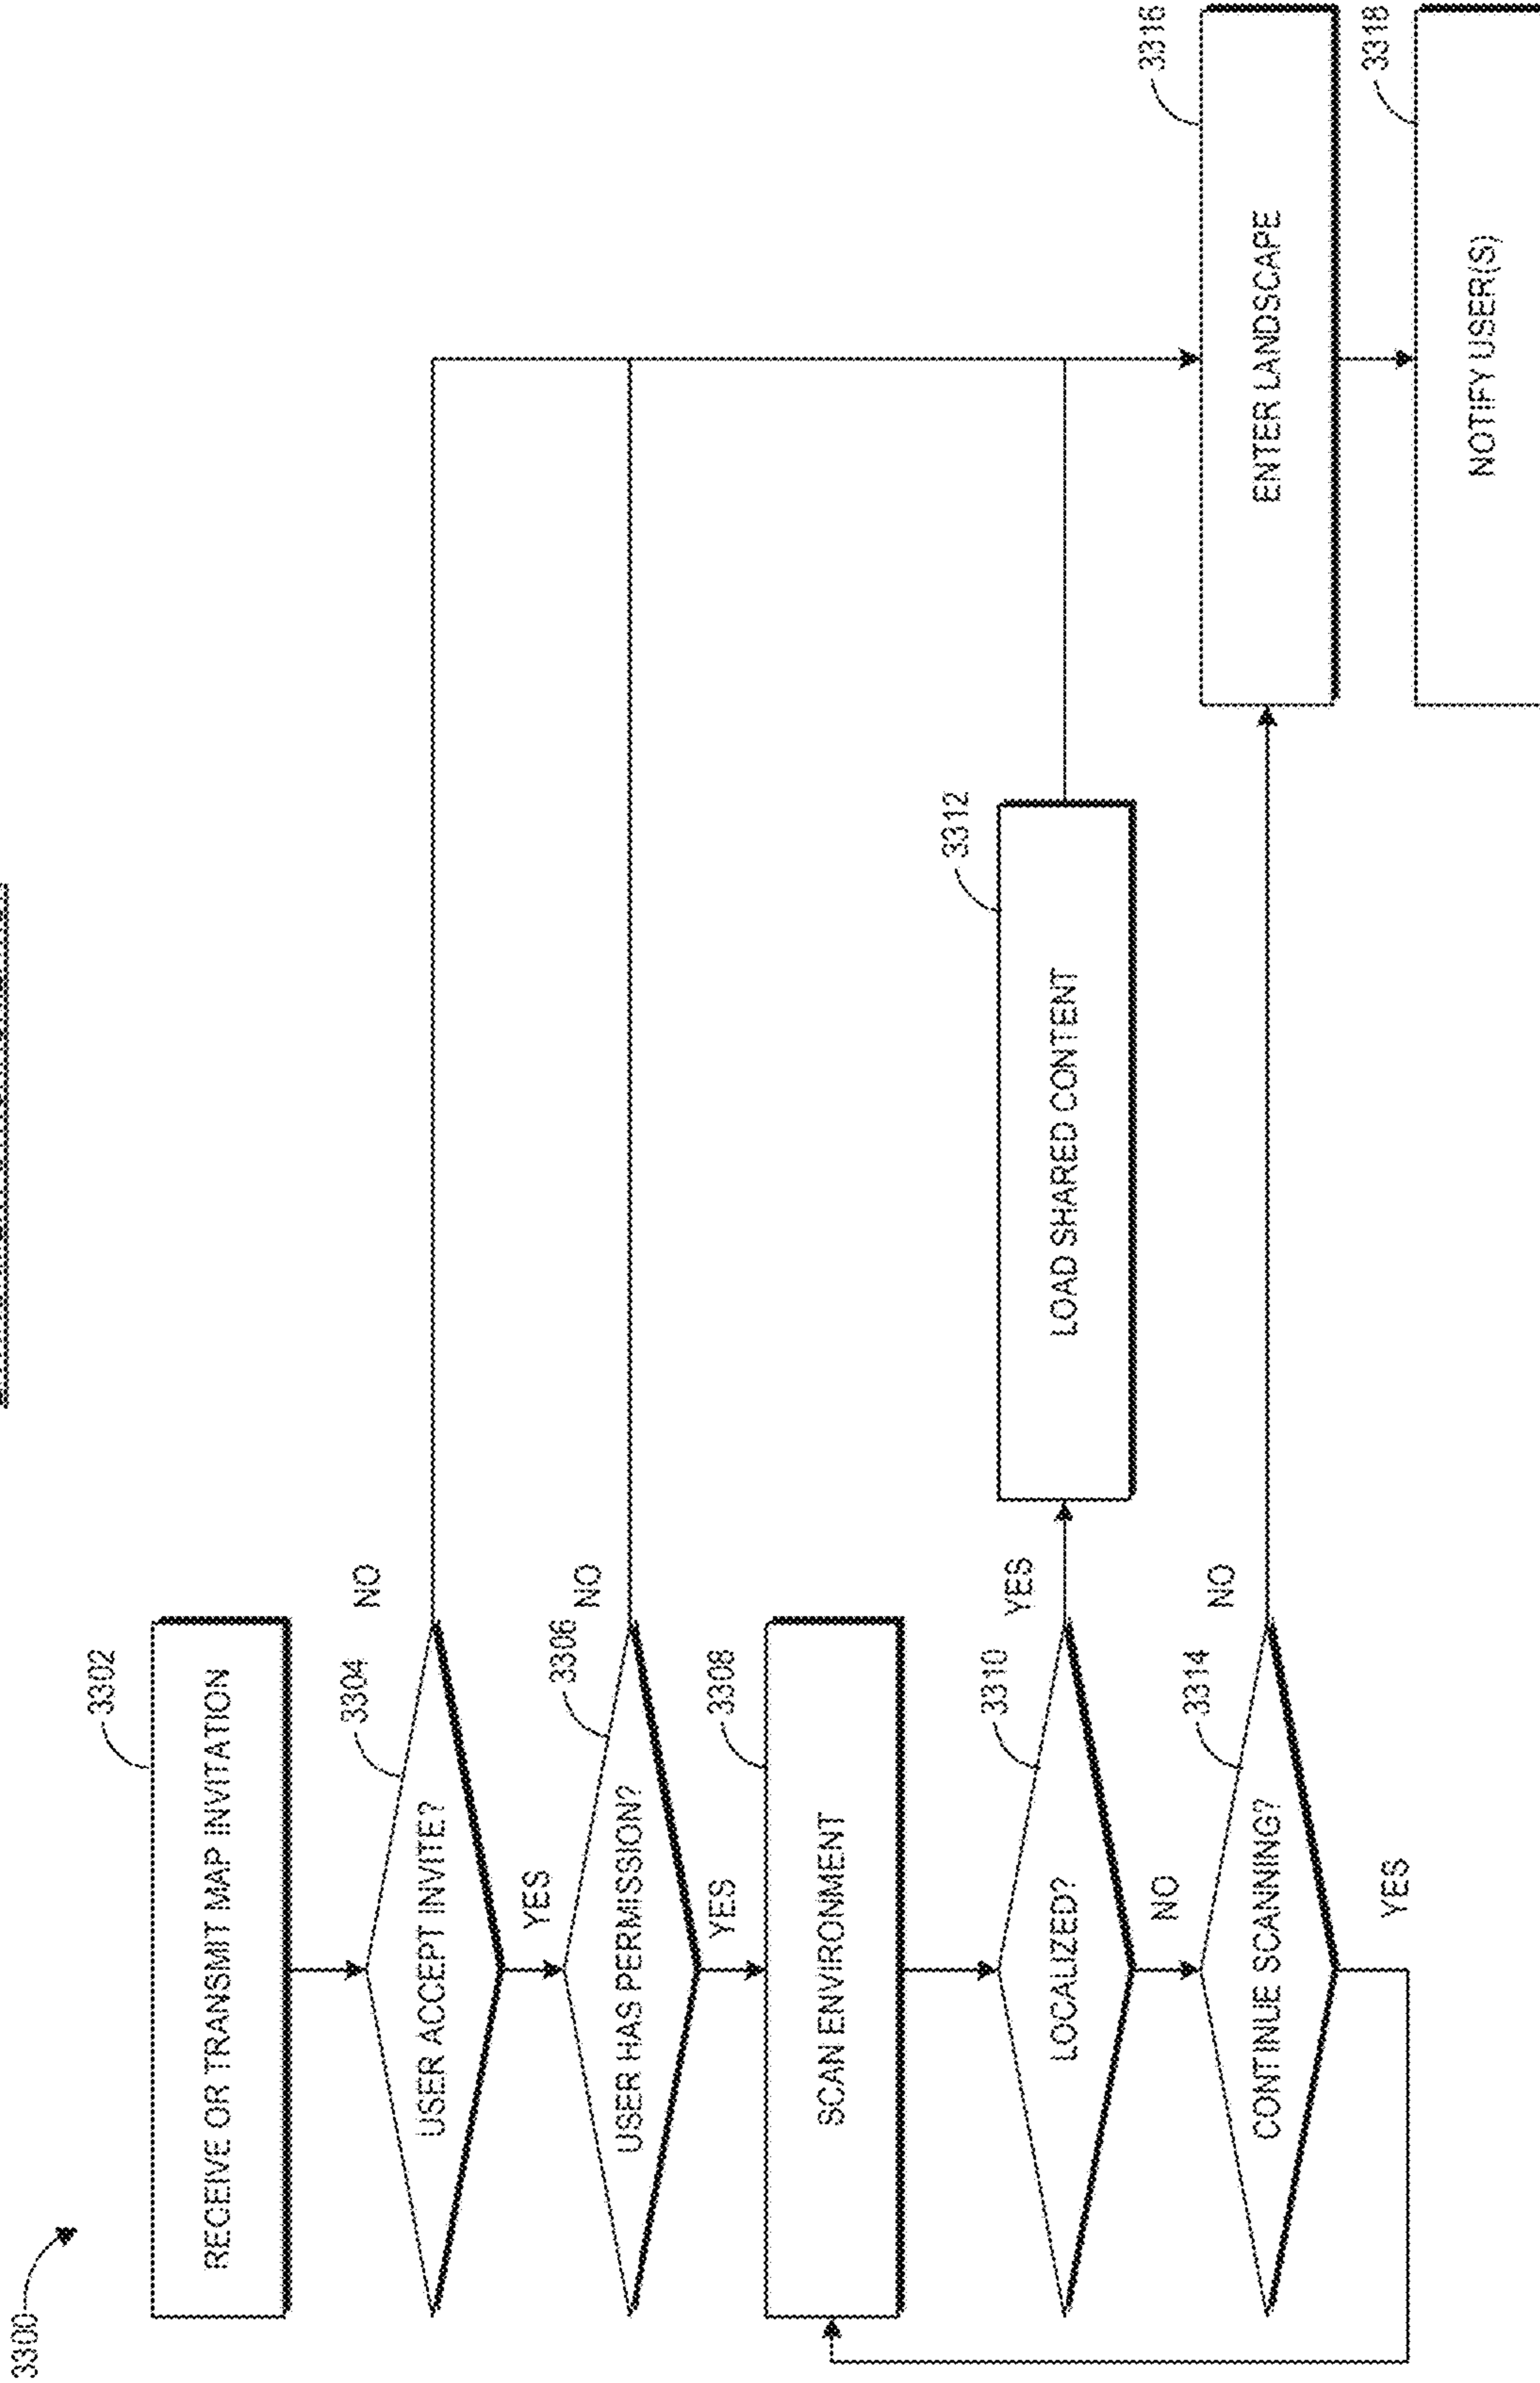 3300
3302
RECEIVE OR TRANSMIT MAP INVITATION
3304
USER ACCEPT INVITE?
NO
YES
3306
USER HAS PERMISSION?
NO
YES
3308
SCAN ENVIRONMENT
3310
LOCALIZED?
YES
3312
LOAD SHARED CONTENT
NO
3314
CONTINUE SCANNING?
NO
YES
3316
ENTER LANDSCAPE
3318
NOTIFY USER(S)